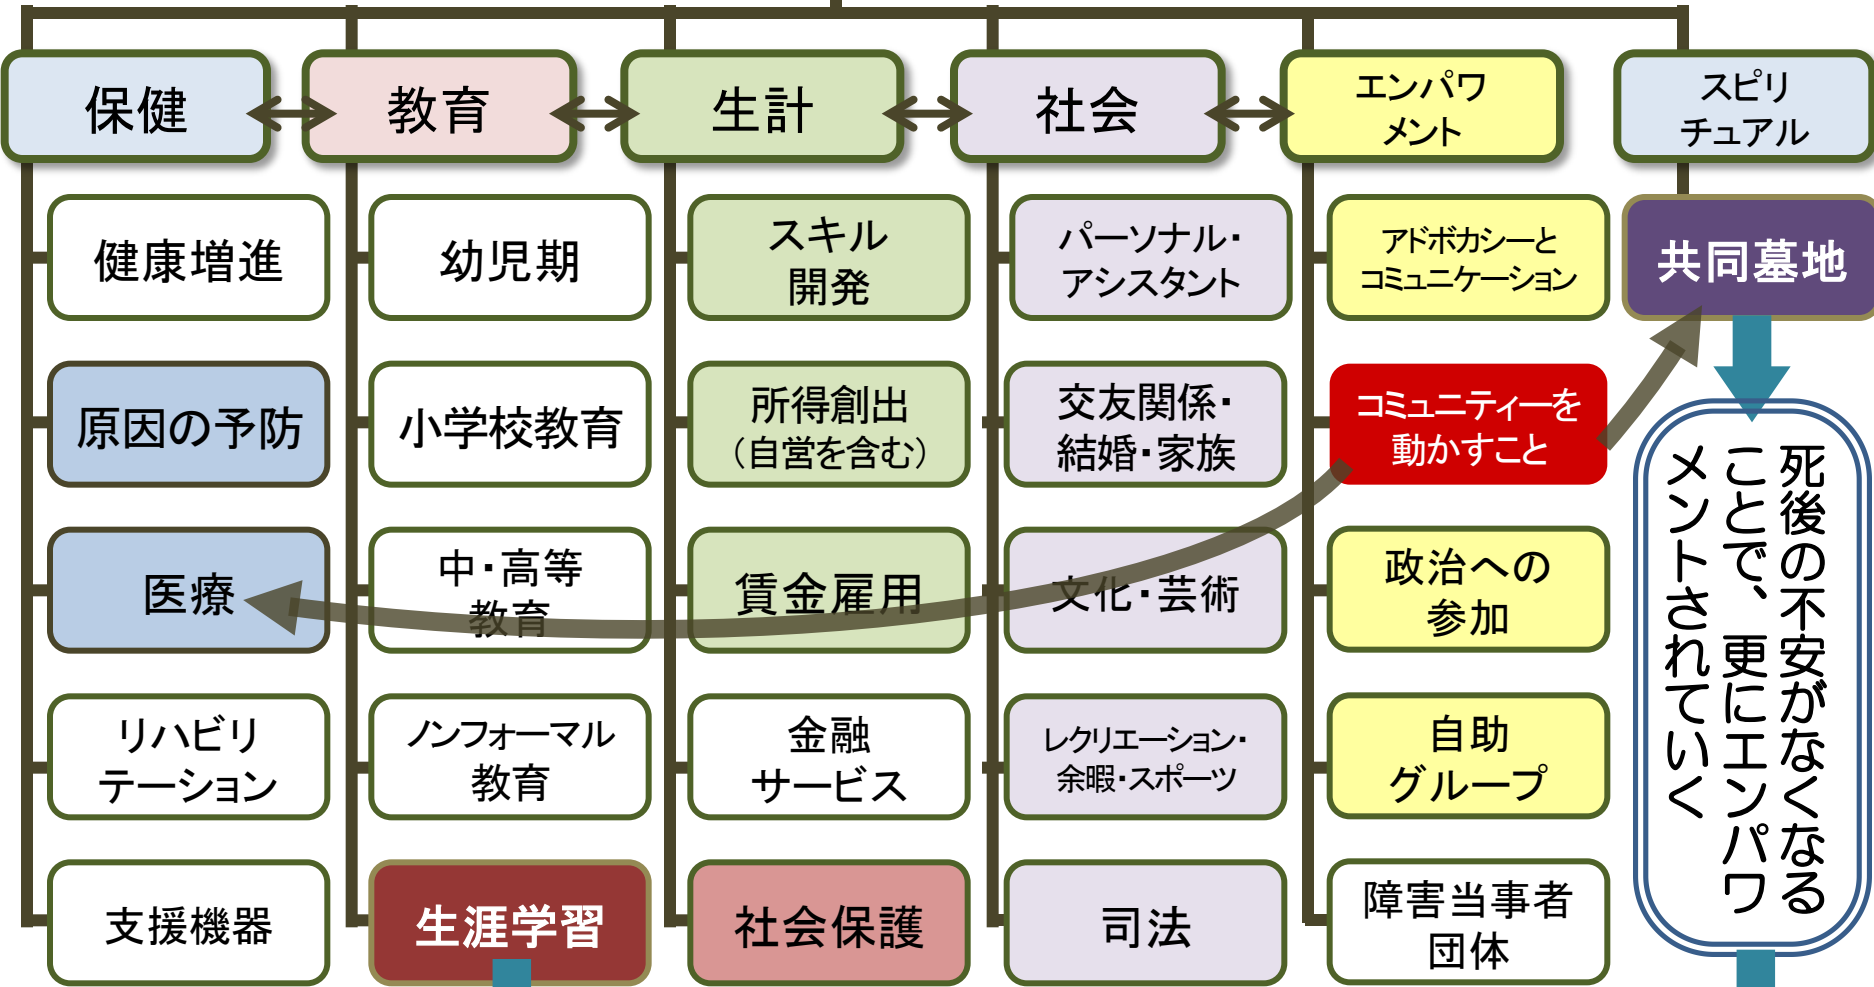 保健
教育
生計
社会
エンパワ
メント
スピリ
チュアル
健康増進
幼児期
スキル
開発
パーソナル・
アシスタント
アドボカシーと
コミュニケーション
共同墓地
原因の予防
小学校教育
所得創出
（自営を含む）
交友関係・
結婚・家族
コミュニティーを
動かすこと
医療
中・高等
教育
賃金雇用
文化・芸術
政治への
参加
リハビリ
テーション
ノンフォーマル
教育
金融
サービス
レクリエーション・
余暇・スポーツ
自助
グループ
支援機器
生涯学習
社会保護
司法
障害当事者
団体
死後の不安がなくなる
ことで、更にエンパワ
メントされていく